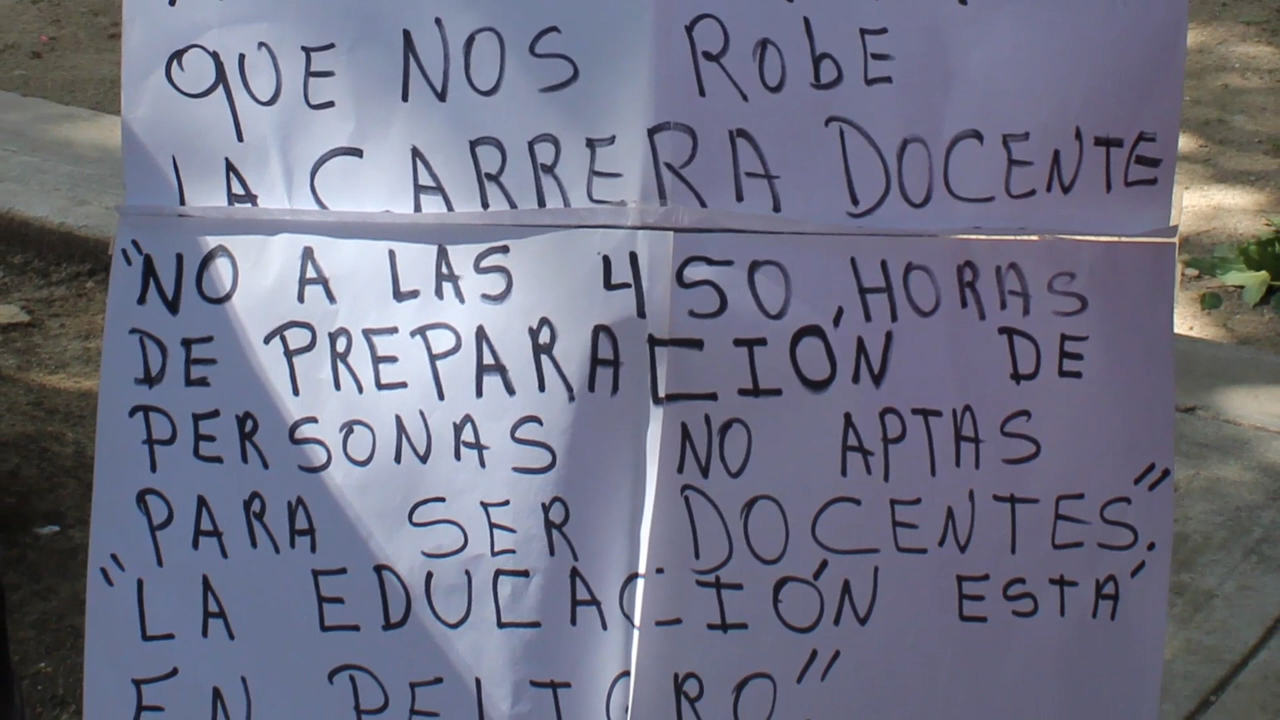 QUE NOS ROBE
LA CARRERA DOCENTE
"NO A LAS 450 HORAS
DE PREPARACIÓN DE
PERSONAS NO APTAS
PARA SER DOCENTES".
"LA EDUCACIÓN ESTÁ
EN PELIGRO"